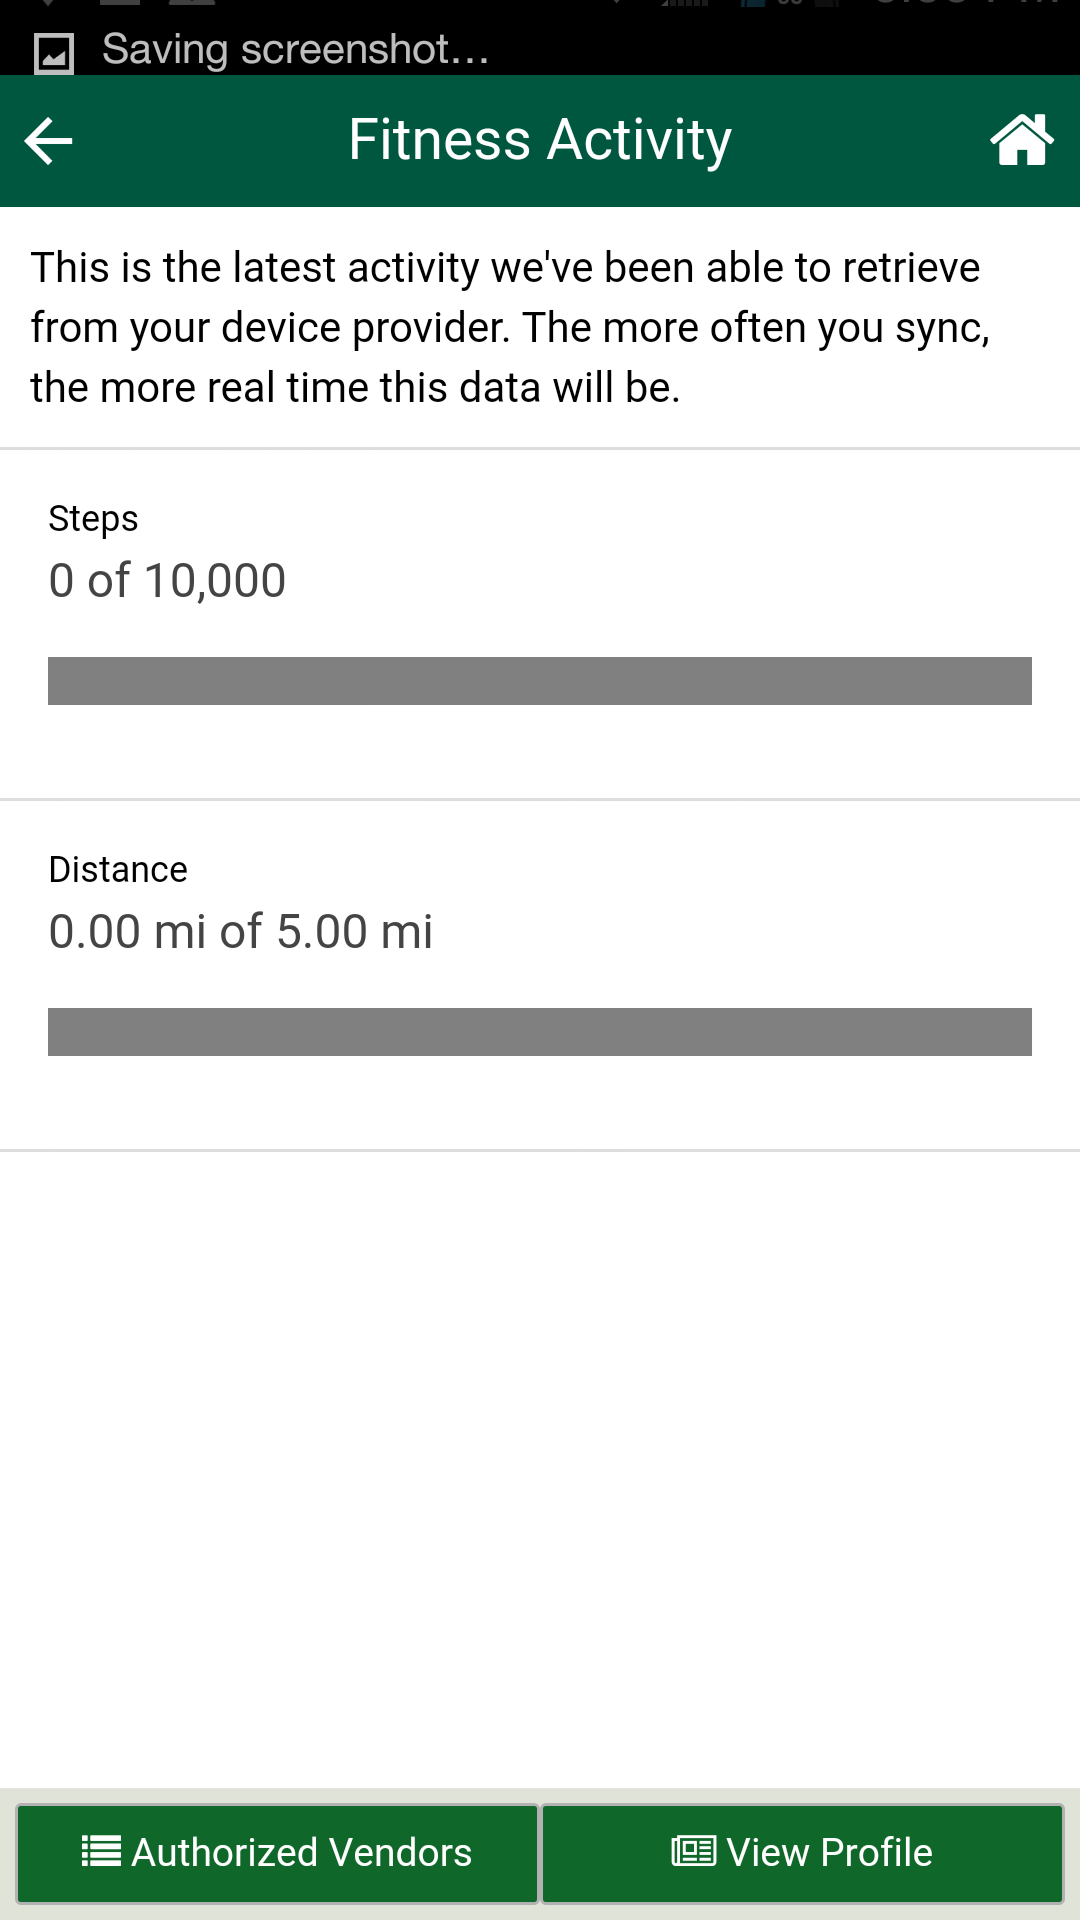 Saving screenshot...
Fitness Activity
This is the latest activity we've been able to retrieve
from your device provider. The more often you sync,
the more real time this data will be.
Steps
0 of 10,000
Distance
0.00 mi of 5.00 mi
Authorized Vendors
View Profile